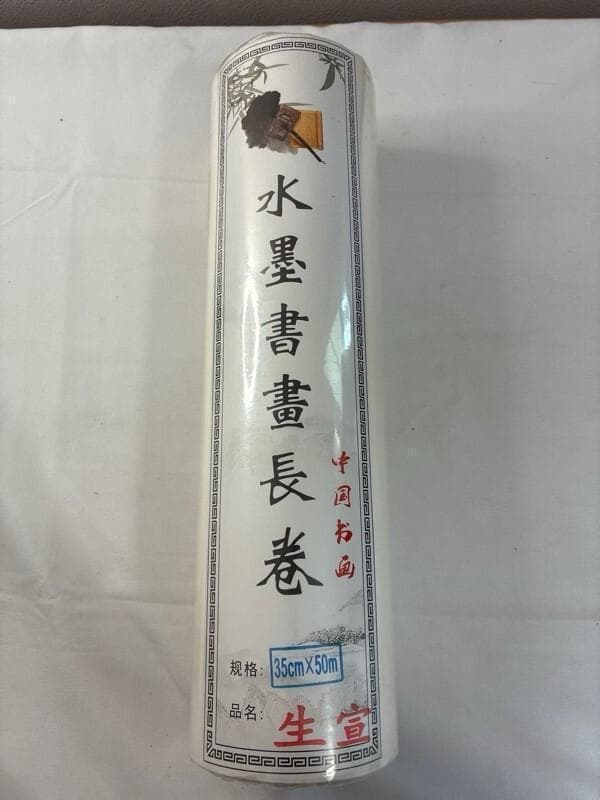 水墨書畫長卷
中国书画
规格: 35cm×50m
品名: 生宣